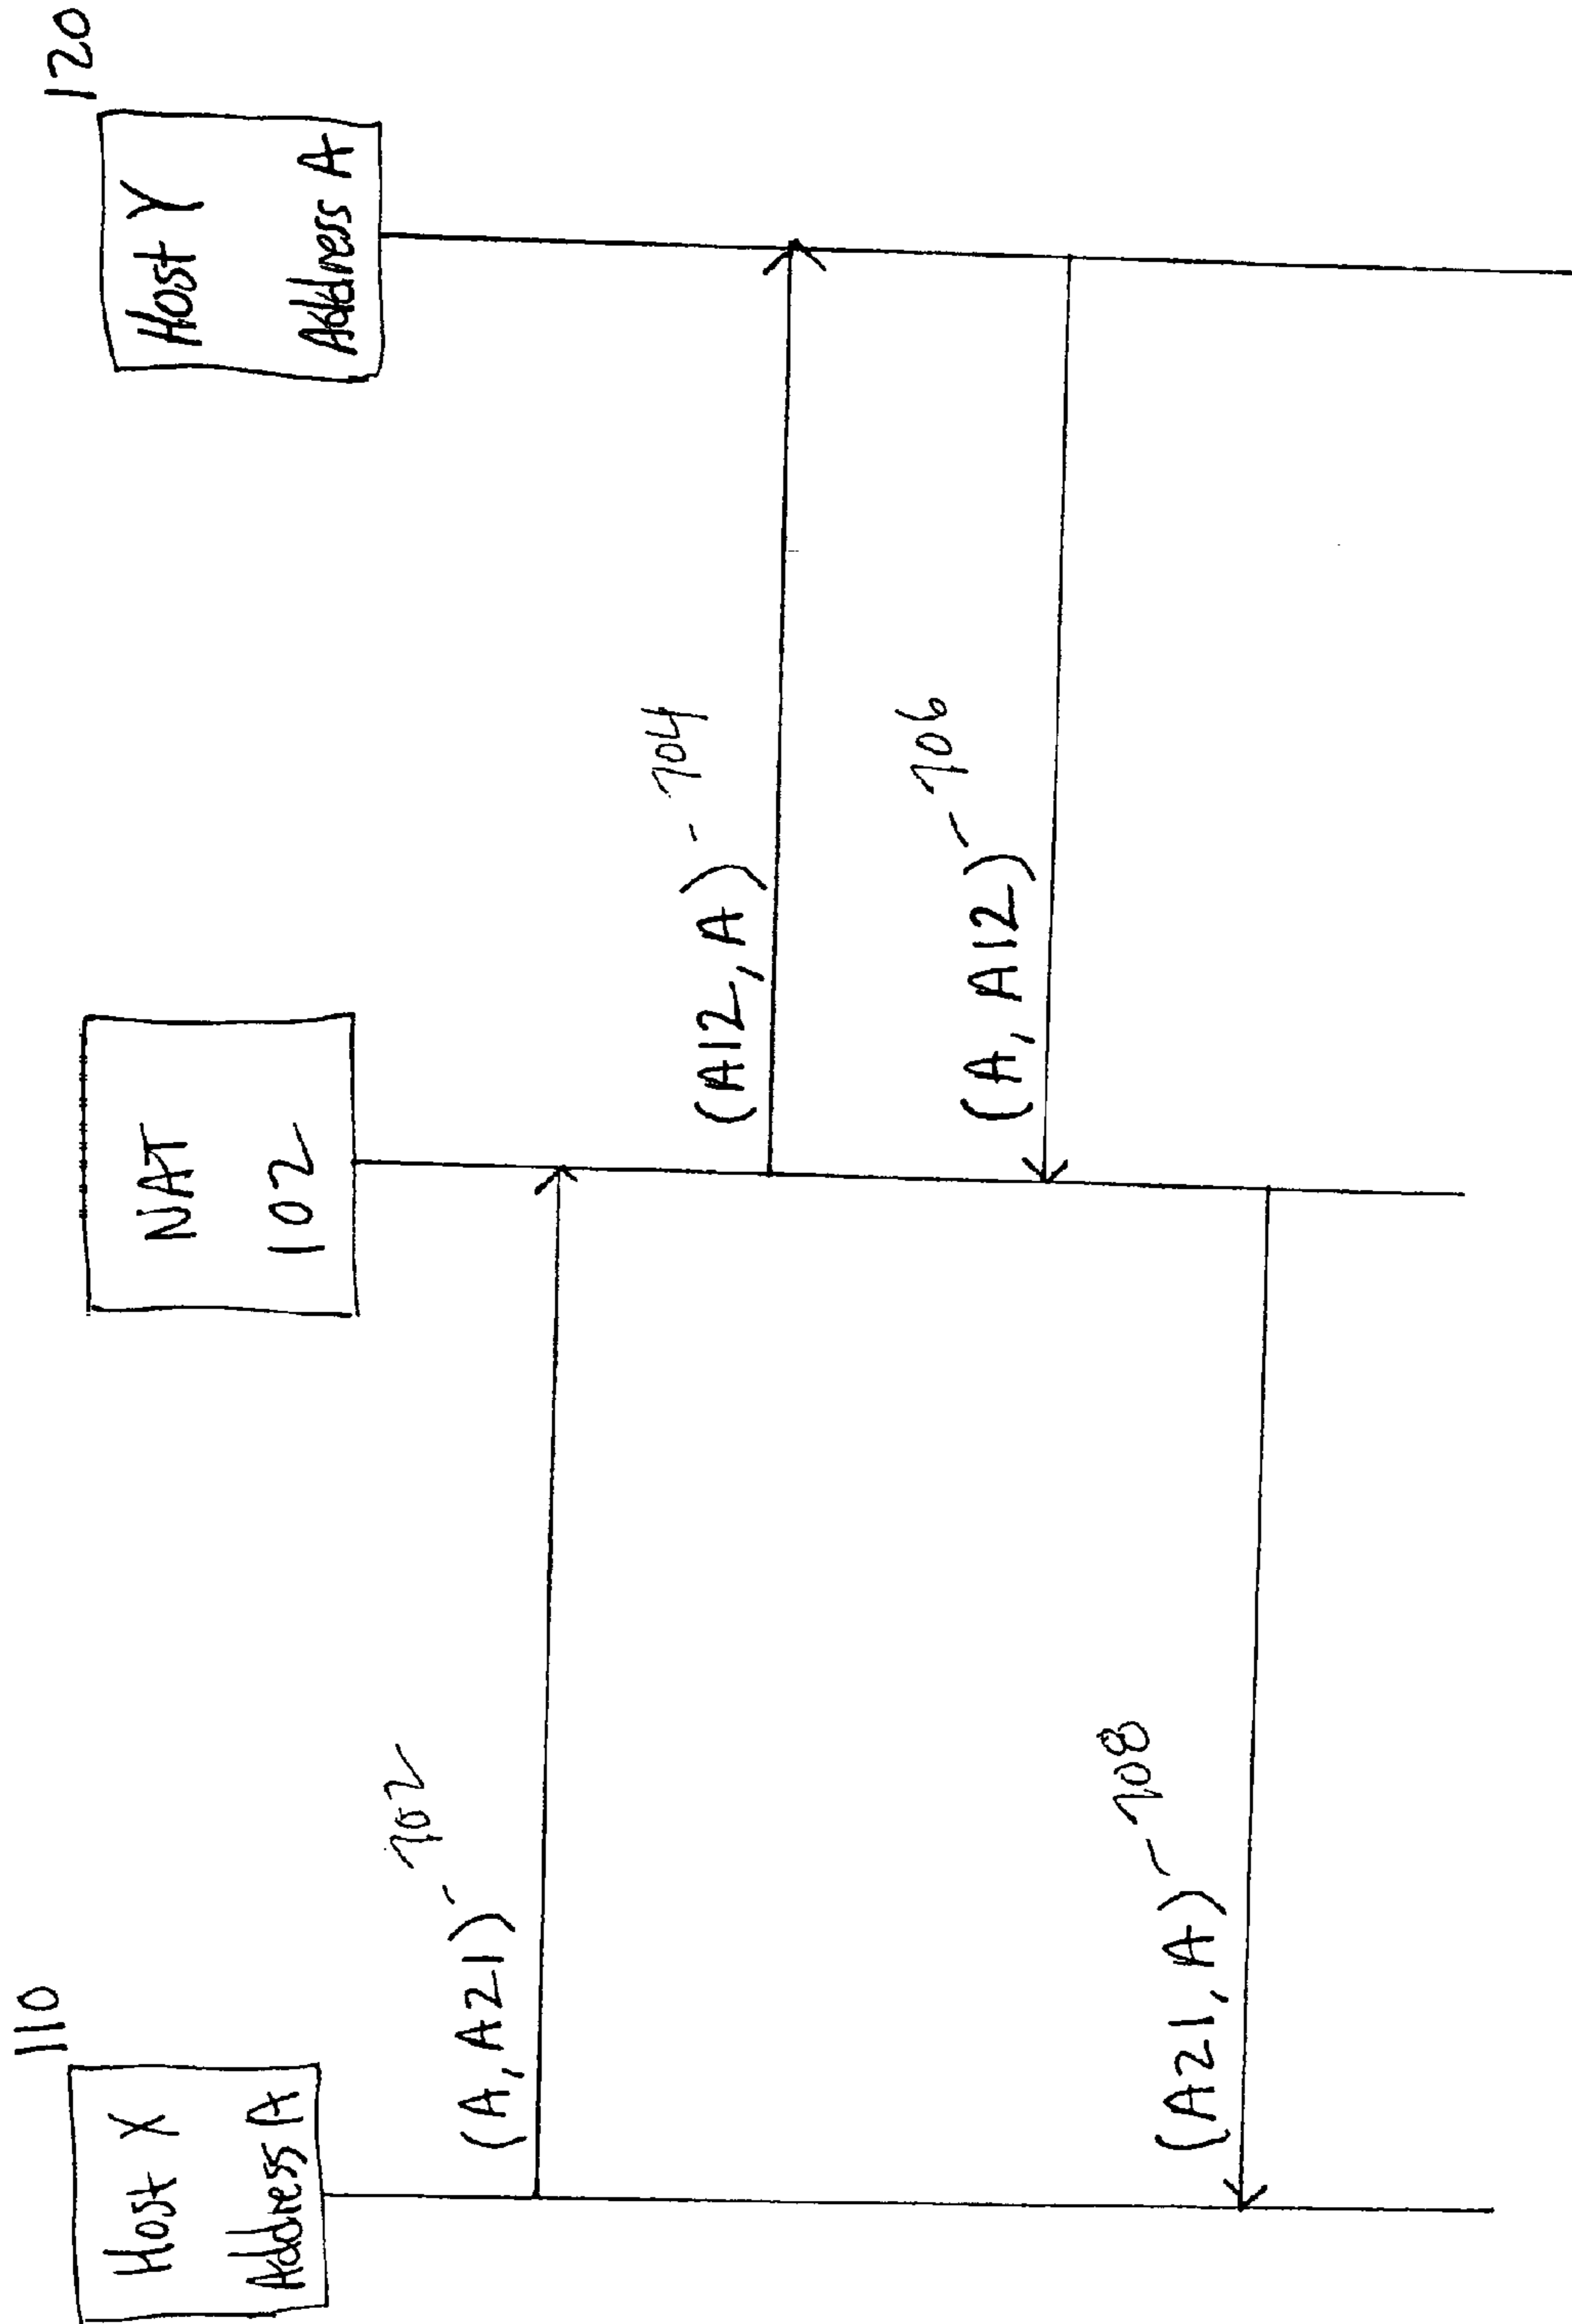 110
Host X
Address A
NAT
102
120
Host Y
Address A
(A, A21) - 702
(A12, A) - 704
(A, A12) - 706
(A21, A) - 708